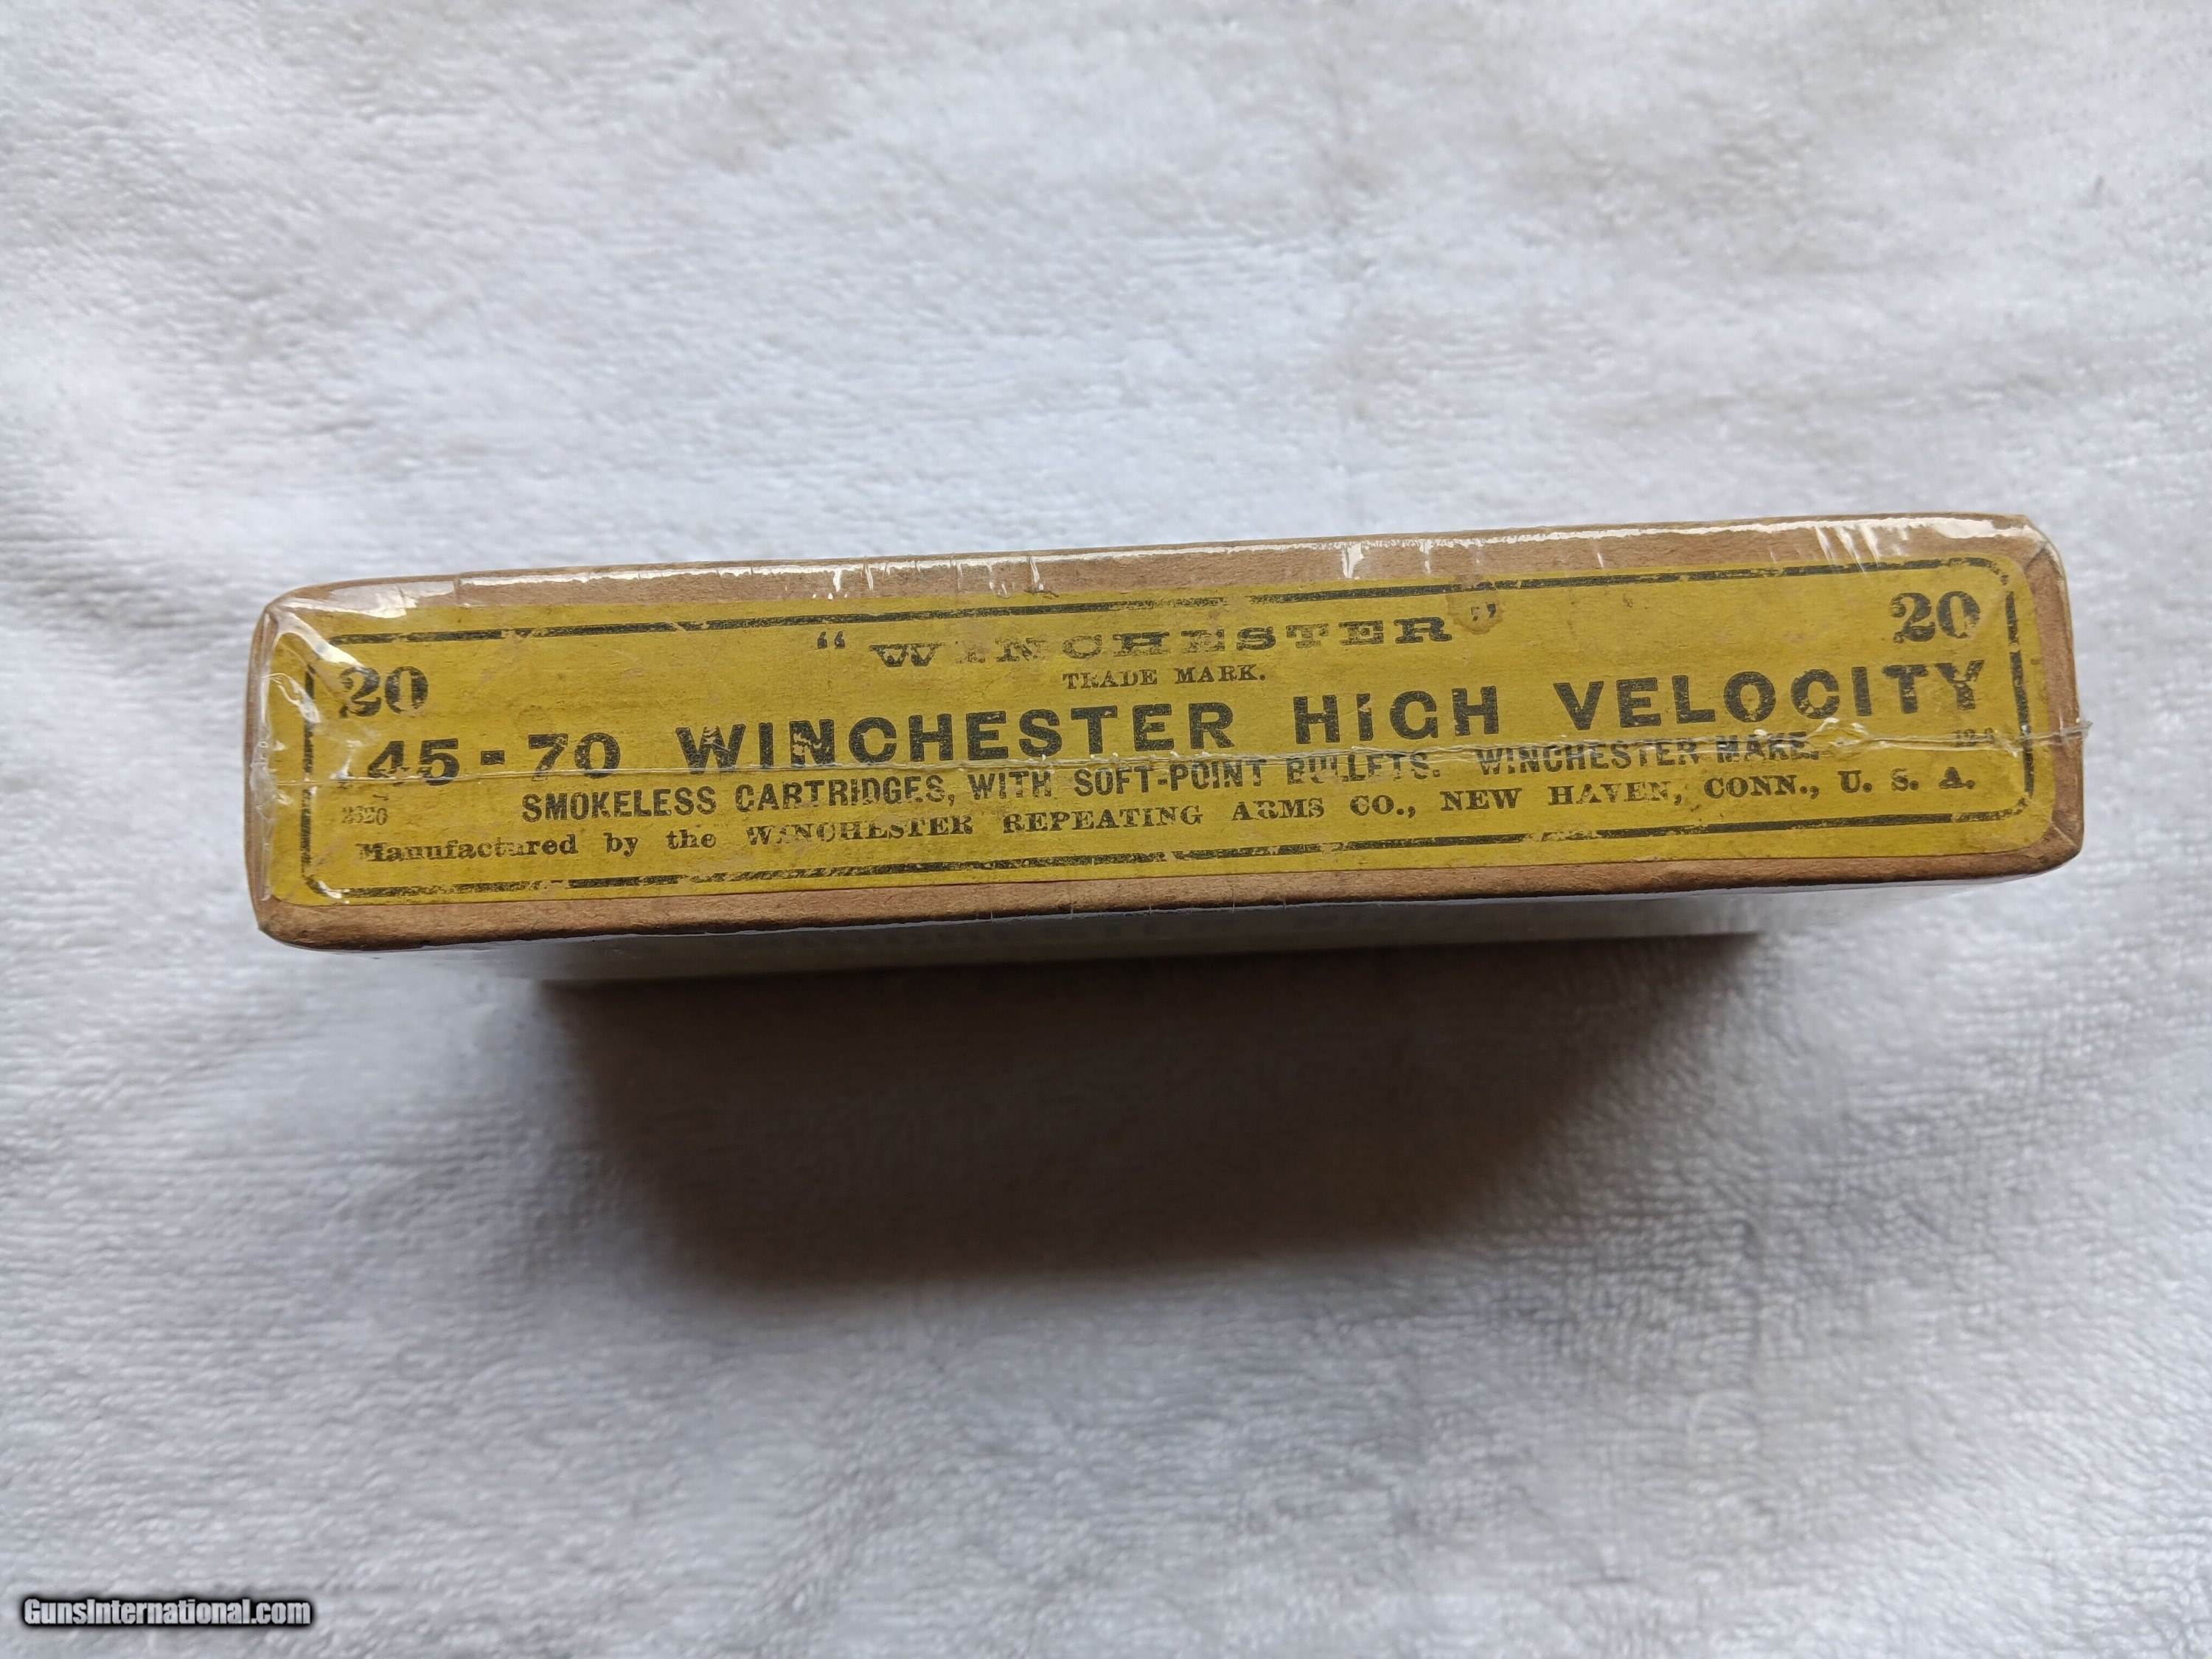 20 "WINCHESTER" 20
TRADE MARK.
45-70 WINCHESTER HIGH VELOCITY
SMOKELESS CARTRIDGES, WITH SOFT-POINT BULLETS. WINCHESTER MAKE.
Manufactured by the WINCHESTER REPEATING ARMS CO., NEW HAVEN, CONN., U. S. A.
GunsInternational.com